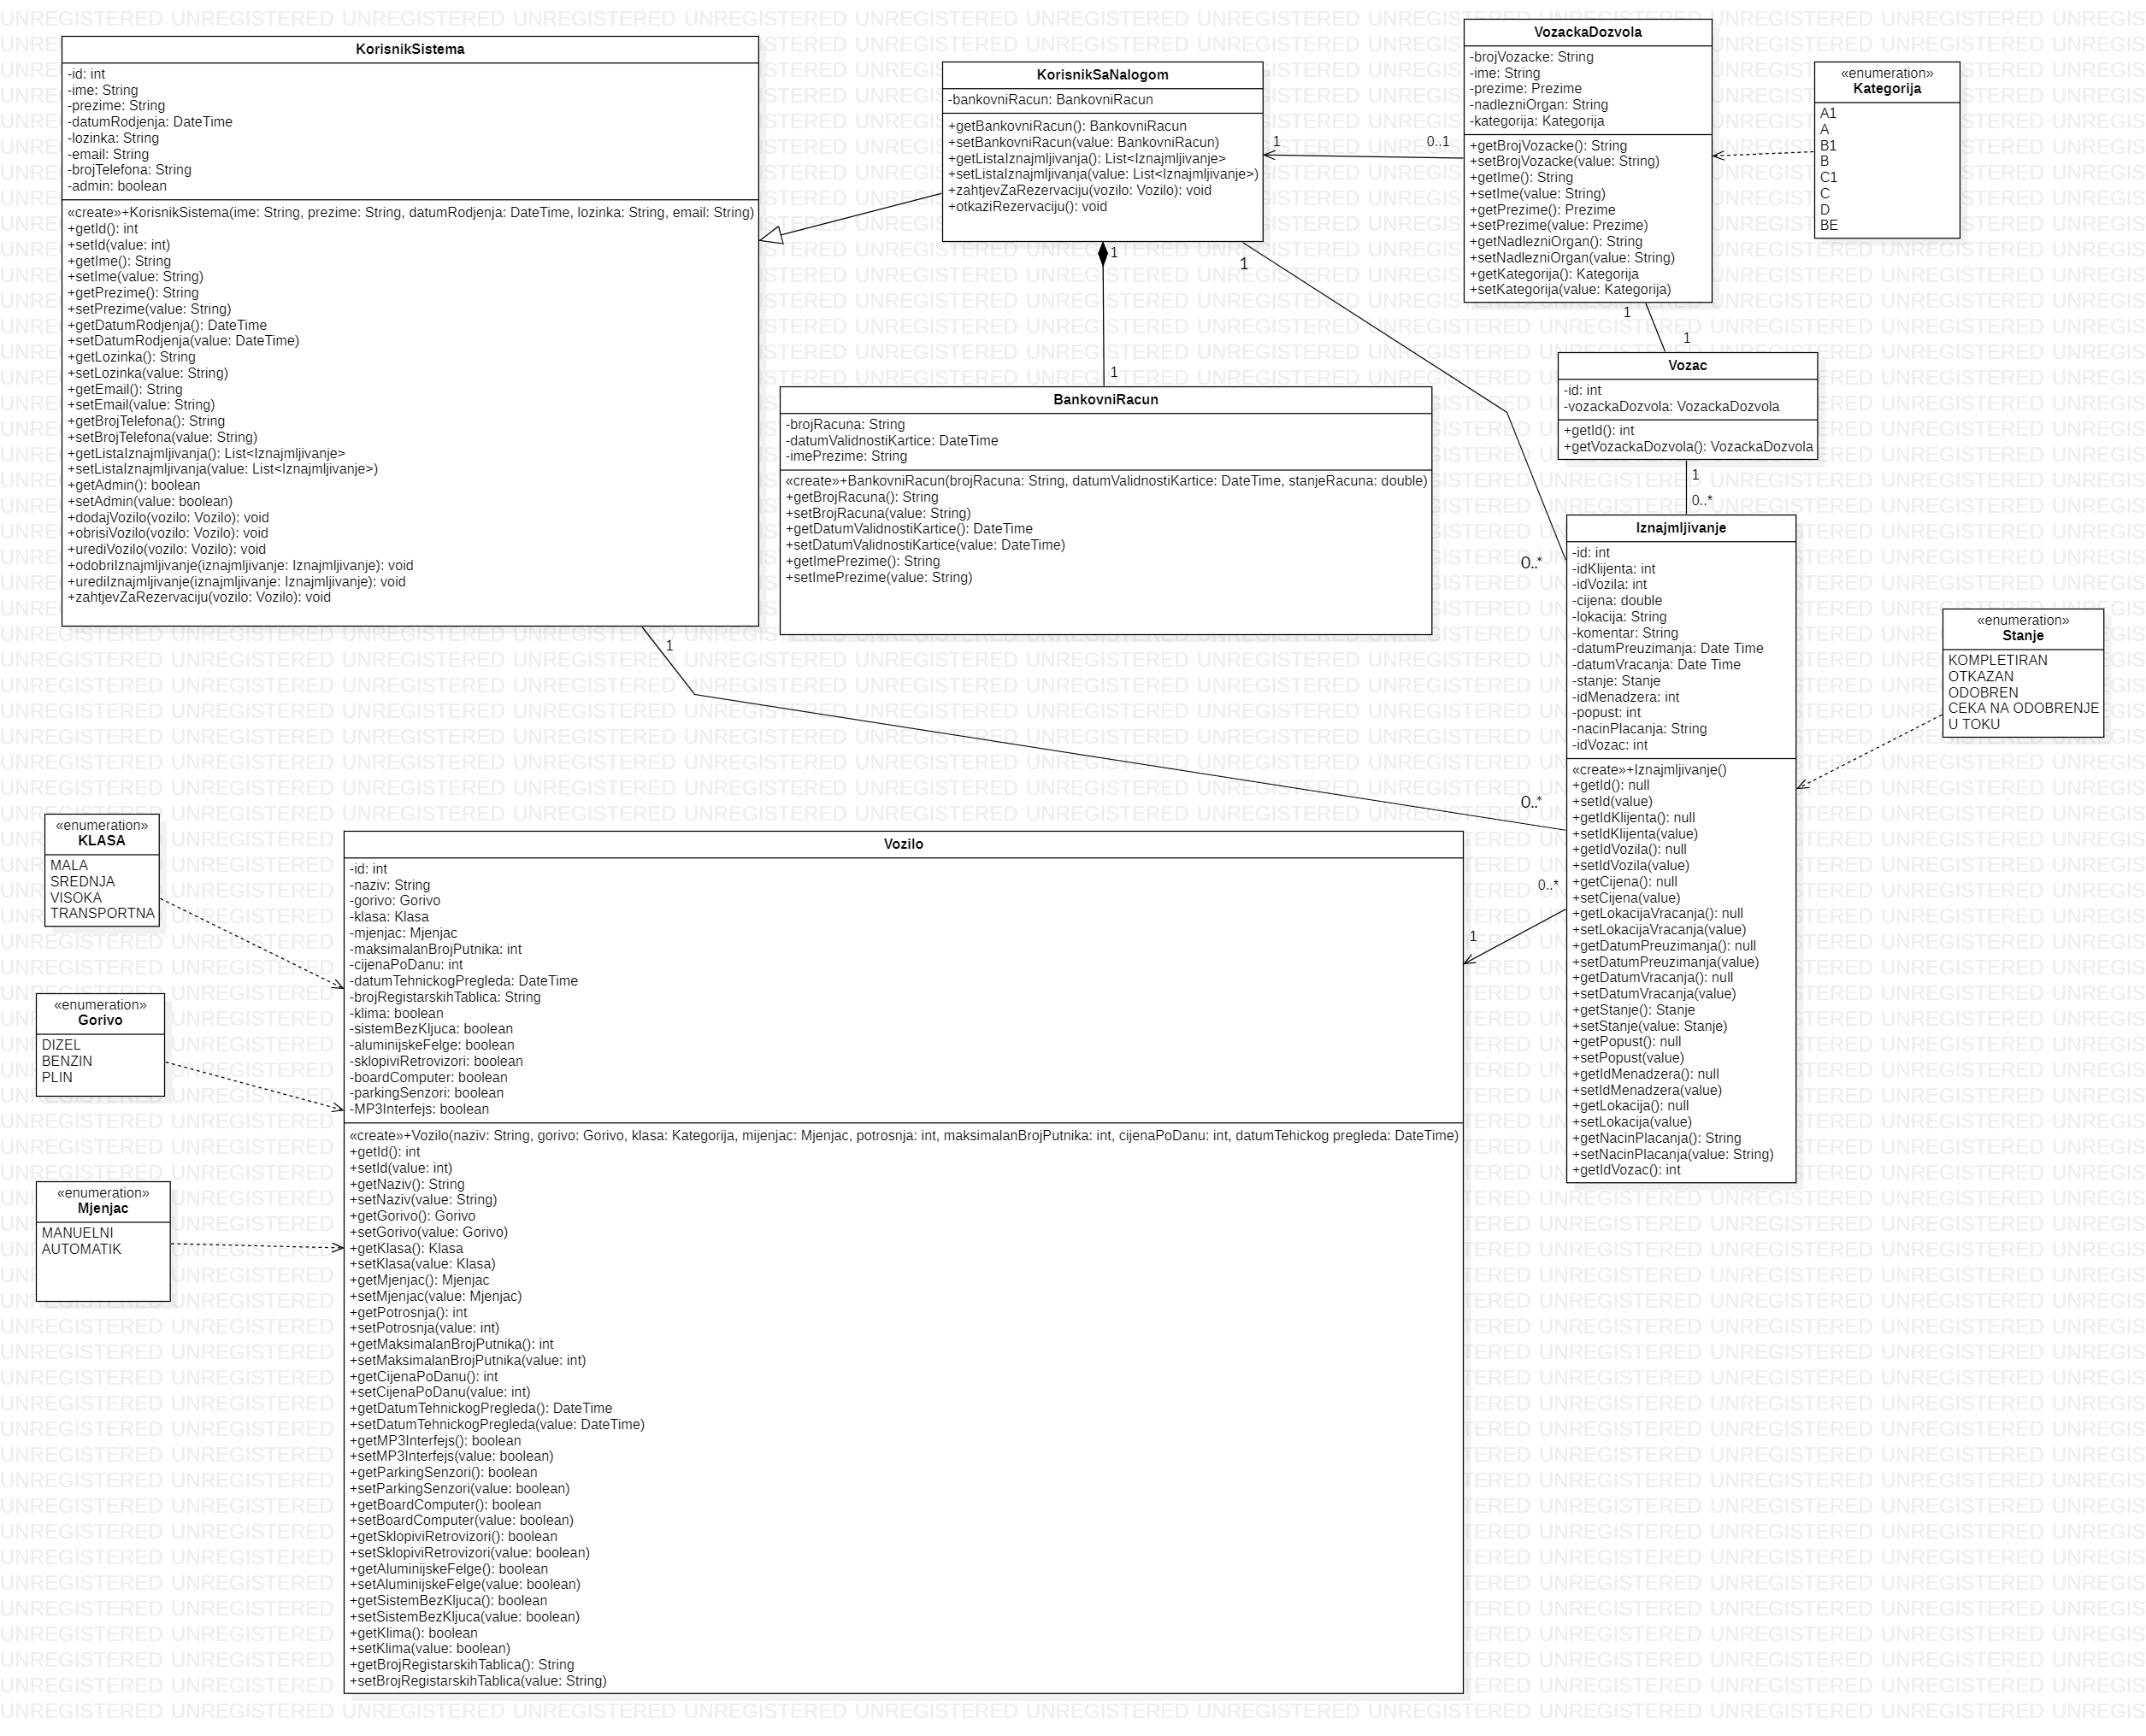 KorisnikSistema
-id: int
-ime: String
-prezime: String
-datumRodjenja: DateTime
-lozinka: String
-email: String
-brojTelefona: String
-admin: boolean
«create»+KorisnikSistema(ime: String, prezime: String, datumRodjenja: DateTime, lozinka: String, email: String)
+getId(): int
+setId(value: int)
+getIme(): String
+setIme(value: String)
+getPrezime(): String
+setPrezime(value: String)
+getDatumRodjenja(): DateTime
+setDatumRodjenja(value: DateTime)
+getLozinka(): String
+setLozinka(value: String)
+getEmail(): String
+setEmail(value: String)
+getBrojTelefona(): String
+setBrojTelefona(value: String)
+getListaIznajmljivanja(): List<Iznajmljivanje>
+setListaIznajmljivanja(value: List<Iznajmljivanje>)
+getAdmin(): boolean
+setAdmin(value: boolean)
+dodajVozilo(vozilo: Vozilo): void
+obrisiVozilo(vozilo: Vozilo): void
+urediVozilo(vozilo: Vozilo): void
+odobriIznajmljivanje(iznajmljivanje: Iznajmljivanje): void
+urediIznajmljivanje(iznajmljivanje: Iznajmljivanje): void
+zahtjevZaRezervaciju(vozilo: Vozilo): void
1
0..*
KorisnikSaNalogom
-bankovniRacun: BankovniRacun
+getBankovniRacun(): BankovniRacun
+setBankovniRacun(value: BankovniRacun)
+getListaIznajmljivanja(): List<Iznajmljivanje>
+setListaIznajmljivanja(value: List<Iznajmljivanje>)
+zahtjevZaRezervaciju(vozilo: Vozilo): void
+otkaziRezervaciju(): void
1
0..1
1
1
1
0..*
BankovniRacun
-brojRacuna: String
-datumValidnostiKartice: DateTime
-imePrezime: String
«create»+BankovniRacun(brojRacuna: String, datumValidnostiKartice: DateTime, stanjeRacuna: double)
+getBrojRacuna(): String
+setBrojRacuna(value: String)
+getDatumValidnostiKartice(): DateTime
+setDatumValidnostiKartice(value: DateTime)
+getImePrezime(): String
+setImePrezime(value: String)
VozackaDozvola
-brojVozacke: String
-ime: String
-prezime: Prezime
-nadlezniOrgan: String
-kategorija: Kategorija
+getBrojVozacke(): String
+setBrojVozacke(value: String)
+getIme(): String
+setIme(value: String)
+getPrezime(): Prezime
+setPrezime(value: Prezime)
+getNadlezniOrgan(): String
+setNadlezniOrgan(value: String)
+getKategorija(): Kategorija
+setKategorija(value: Kategorija)
1
1
«enumeration»
Kategorija
A1
A
B1
B
C1
C
D
BE
Vozac
-id: int
-vozackaDozvola: VozackaDozvola
+getId(): int
+getVozackaDozvola(): VozackaDozvola
1
0..*
Iznajmljivanje
-id: int
-idKlijenta: int
-idVozila: int
-cijena: double
-lokacija: String
-komentar: String
-datumPreuzimanja: Date Time
-datumVracanja: Date Time
-stanje: Stanje
-idMenadzera: int
-popust: int
-nacinPlacanja: String
-idVozac: int
«create»+Iznajmljivanje()
+getId(): null
+setId(value)
+getIdKlijenta(): null
+setIdKlijenta(value)
+getIdVozila(): null
+setIdVozila(value)
+getCijena(): null
+setCijena(value)
+getLokacijaVracanja(): null
+setLokacijaVracanja(value)
+getDatumPreuzimanja(): null
+setDatumPreuzimanja(value)
+getDatumVracanja(): null
+setDatumVracanja(value)
+getStanje(): Stanje
+setStanje(value: Stanje)
+getPopust(): null
+setPopust(value)
+getIdMenadzera(): null
+setIdMenadzera(value)
+getLokacija(): null
+setLokacija(value)
+getNacinPlacanja(): String
+setNacinPlacanja(value: String)
+getIdVozac(): int
0..*
1
«enumeration»
Stanje
KOMPLETIRAN
OTKAZAN
ODOBREN
CEKA NA ODOBRENJE
U TOKU
«enumeration»
KLASA
MALA
SREDNJA
VISOKA
TRANSPORTNA
«enumeration»
Gorivo
DIZEL
BENZIN
PLIN
«enumeration»
Mjenjac
MANUELNI
AUTOMATIK
Vozilo
-id: int
-naziv: String
-gorivo: Gorivo
-klasa: Klasa
-mjenjac: Mjenjac
-maksimalanBrojPutnika: int
-cijenaPoDanu: int
-datumTehnickogPregleda: DateTime
-brojRegistarskihTablica: String
-klima: boolean
-sistemBezKljuca: boolean
-aluminijskeFelge: boolean
-sklopiviRetrovizori: boolean
-boardComputer: boolean
-parkingSenzori: boolean
-MP3Interfejs: boolean
«create»+Vozilo(naziv: String, gorivo: Gorivo, klasa: Kategorija, mijenjac: Mjenjac, potrosnja: int, maksimalanBrojPutnika: int, cijenaPoDanu: int, datumTehickog pregleda: DateTime)
+getId(): int
+setId(value: int)
+getNaziv(): String
+setNaziv(value: String)
+getGorivo(): Gorivo
+setGorivo(value: Gorivo)
+getKlasa(): Klasa
+setKlasa(value: Klasa)
+getMjenjac(): Mjenjac
+setMjenjac(value: Mjenjac)
+getPotrosnja(): int
+setPotrosnja(value: int)
+getMaksimalanBrojPutnika(): int
+setMaksimalanBrojPutnika(value: int)
+getCijenaPoDanu(): int
+setCijenaPoDanu(value: int)
+getDatumTehnickogPregleda(): DateTime
+setDatumTehnickogPregleda(value: DateTime)
+getMP3Interfejs(): boolean
+setMP3Interfejs(value: boolean)
+getParkingSenzori(): boolean
+setParkingSenzori(value: boolean)
+getBoardComputer(): boolean
+setBoardComputer(value: boolean)
+getSklopiviRetrovizori(): boolean
+setSklopiviRetrovizori(value: boolean)
+getAluminijskeFelge(): boolean
+setAluminijskeFelge(value: boolean)
+getSistemBezKljuca(): boolean
+setSistemBezKljuca(value: boolean)
+getKlima(): boolean
+setKlima(value: boolean)
+getBrojRegistarskihTablica(): String
+setBrojRegistarskihTablica(value: String)